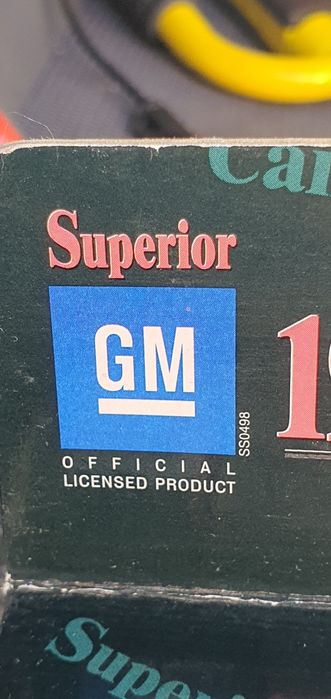 Superior
GM
SS0498
OFFICIAL
LICENSED PRODUCT